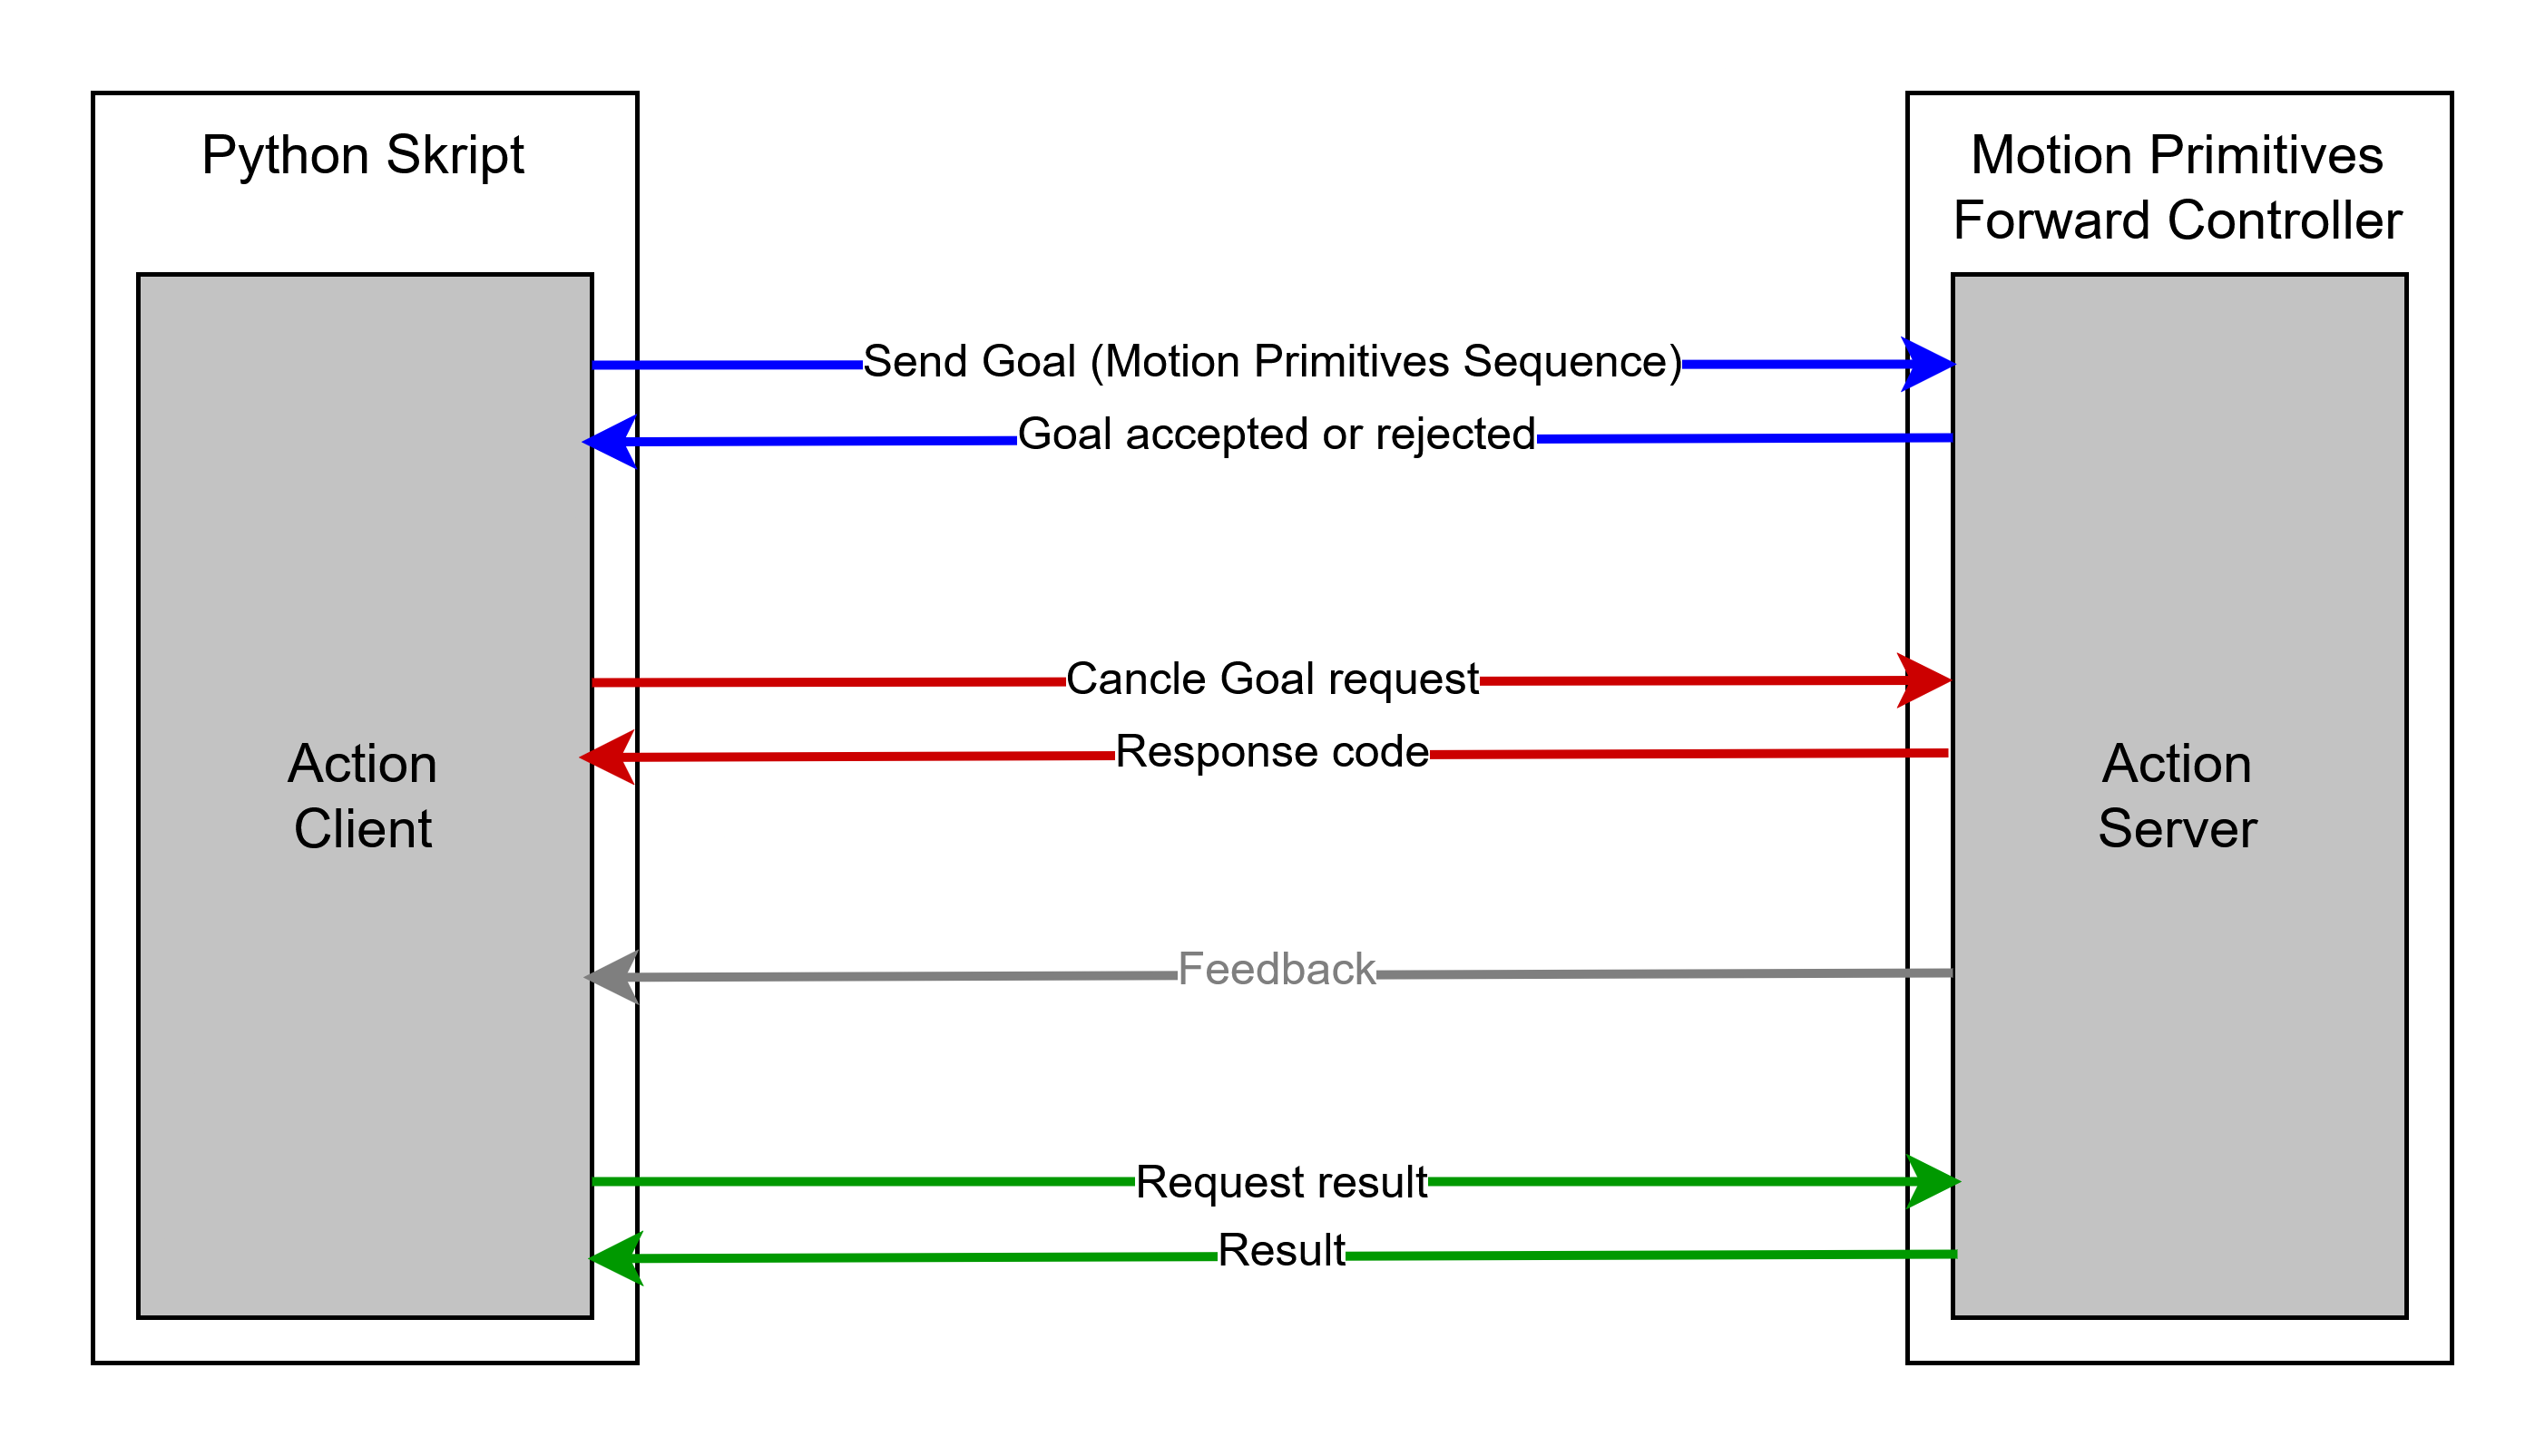 Python Skript
Motion Primitives
Forward Controller
Send Goal (Motion Primitives Sequence)
Goal accepted or rejected
Cancle Goal request
Response code
Action
Client
Action
Server
Feedback
Request result
Result